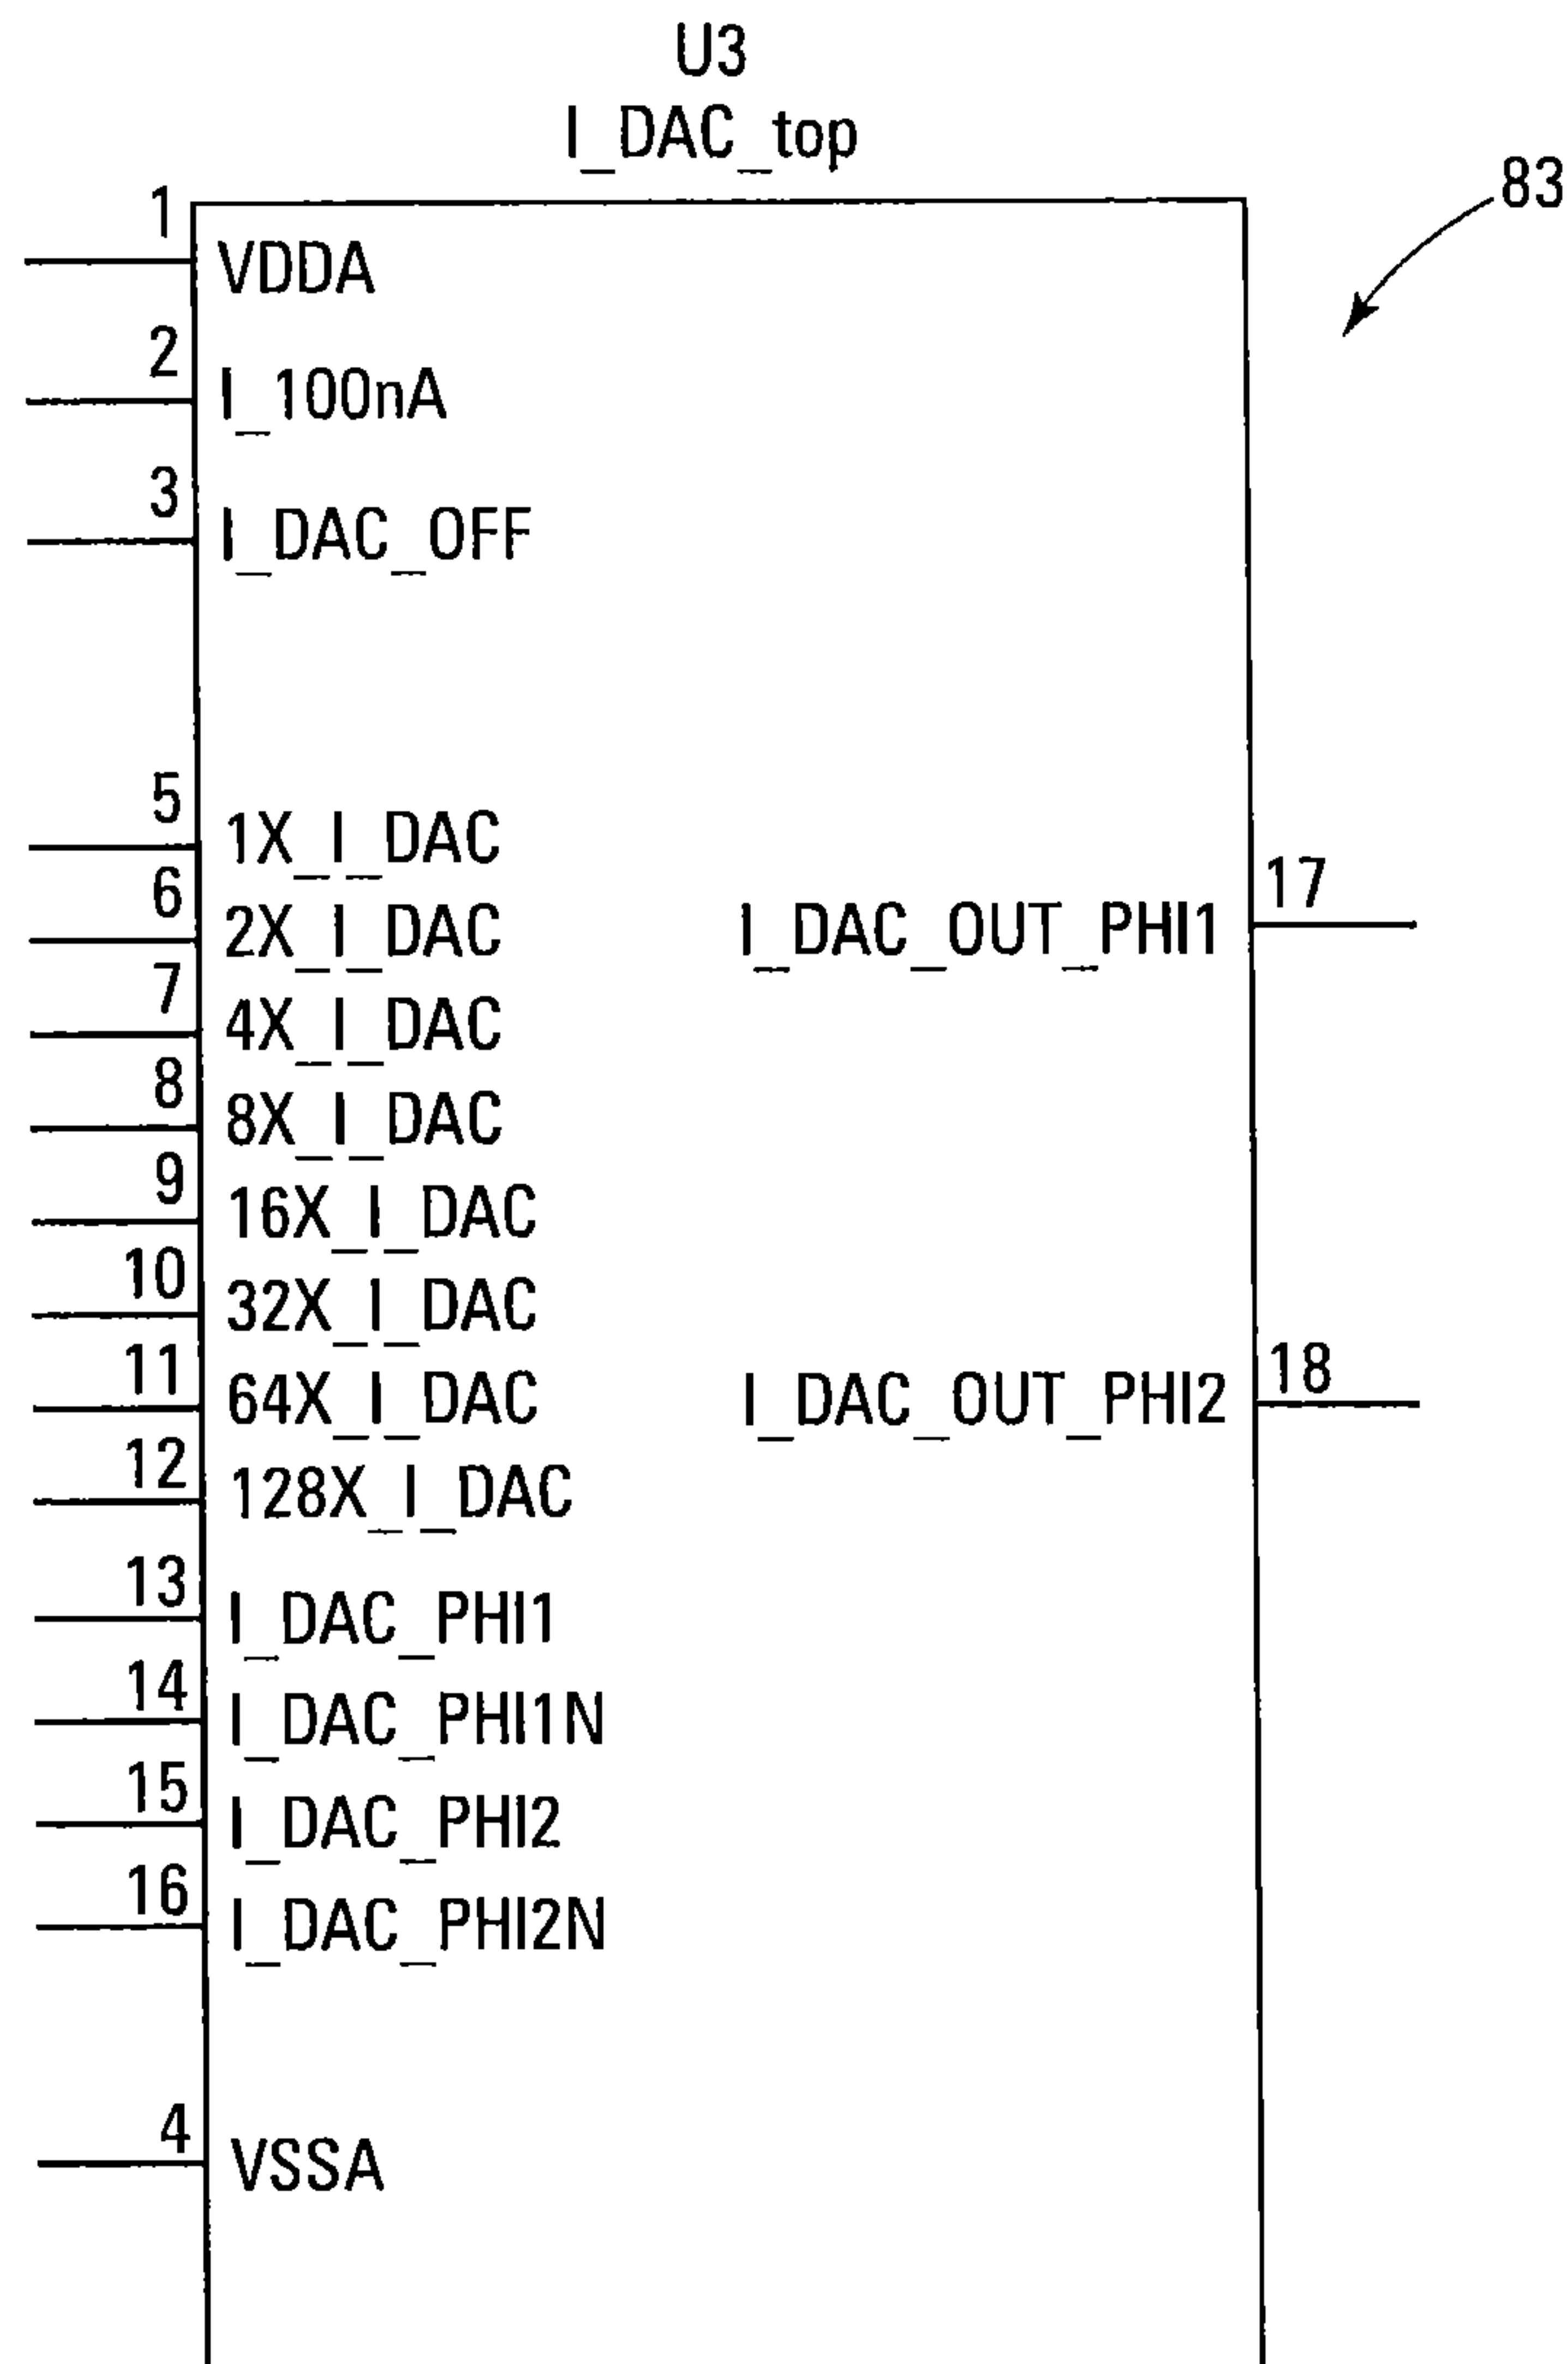 U3
I_DAC_top
83
1
VDDA
2
I_100nA
3
I_DAC_OFF
5
1X_I_DAC
6
2X_I_DAC
7
4X_I_DAC
8
8X_I_DAC
9
16X_I_DAC
10
32X_I_DAC
11
64X_I_DAC
12
128X_I_DAC
13
I_DAC_PHI1
14
I_DAC_PHI1N
15
I_DAC_PHI2
16
I_DAC_PHI2N
4
VSSA
17
I_DAC_OUT_PHI1
18
I_DAC_OUT_PHI2